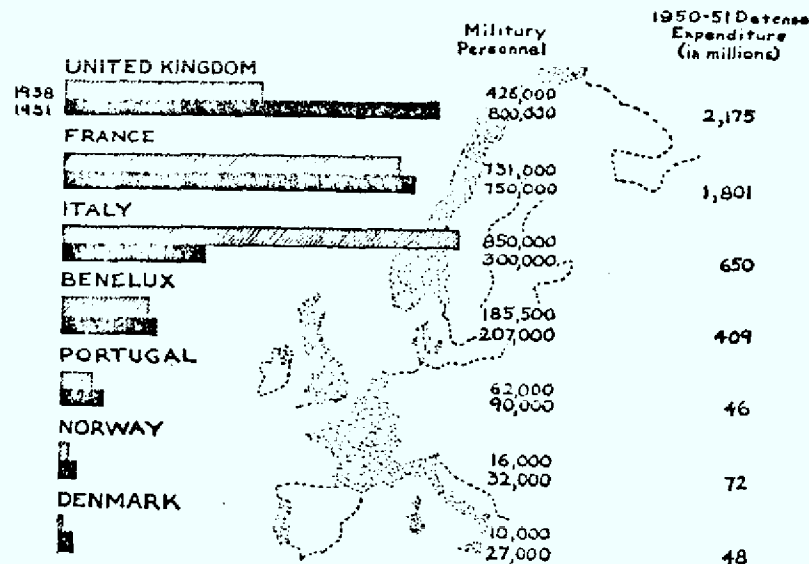 Military
Personnel
1950-51 Defense
Expenditure
(in millions)
UNITED KINGDOM
1938 426,000
1951 800,000 2,175
FRANCE
731,000
750,000 1,801
ITALY
850,000
300,000 650
BENELUX
185,500
207,000 409
PORTUGAL
62,000
90,000 46
NORWAY
16,000
32,000 72
DENMARK
10,000
27,000 48